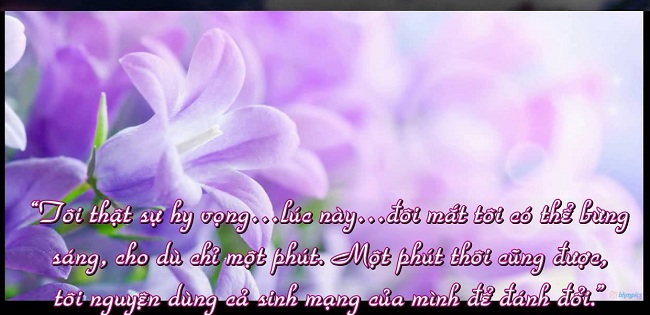 “Tôi thật sự hy vọng...lúc này...đôi mắt tôi có thể bừng
sáng, cho dù chỉ một phút. Một phút thôi cũng được,
tôi nguyện dùng cả sinh mạng của mình để đánh đổi.”